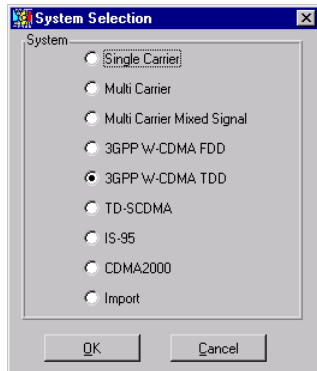 System Selection
System
Single Carrier
Multi Carrier
Multi Carrier Mixed Signal
3GPP W-CDMA FDD
3GPP W-CDMA TDD
TD-SCDMA
IS-95
CDMA2000
Import
OK Cancel